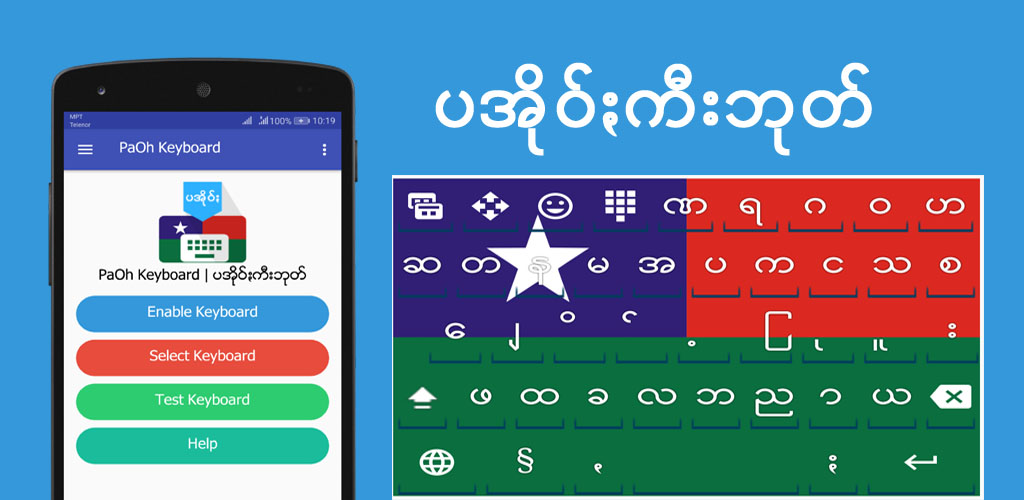 ပအိုဝ်ႏကီးဘုတ်
MPT
Telenor
100%
10:19
PaOh Keyboard
ပအိုဝ်ႏ
PaOh Keyboard | ပအိုဝ်ႏကီးဘုတ်
Enable Keyboard
Select Keyboard
Test Keyboard
Help
ဏ ရ ဂ ဝ ဟ
ဆ တ န မ အ ပ က င သ စ
ေ ျ ိ ် ့ ြ ု ူ း
ဖ ထ ခ လ ဘ ည ာ ယ
§ ႇ ႏ